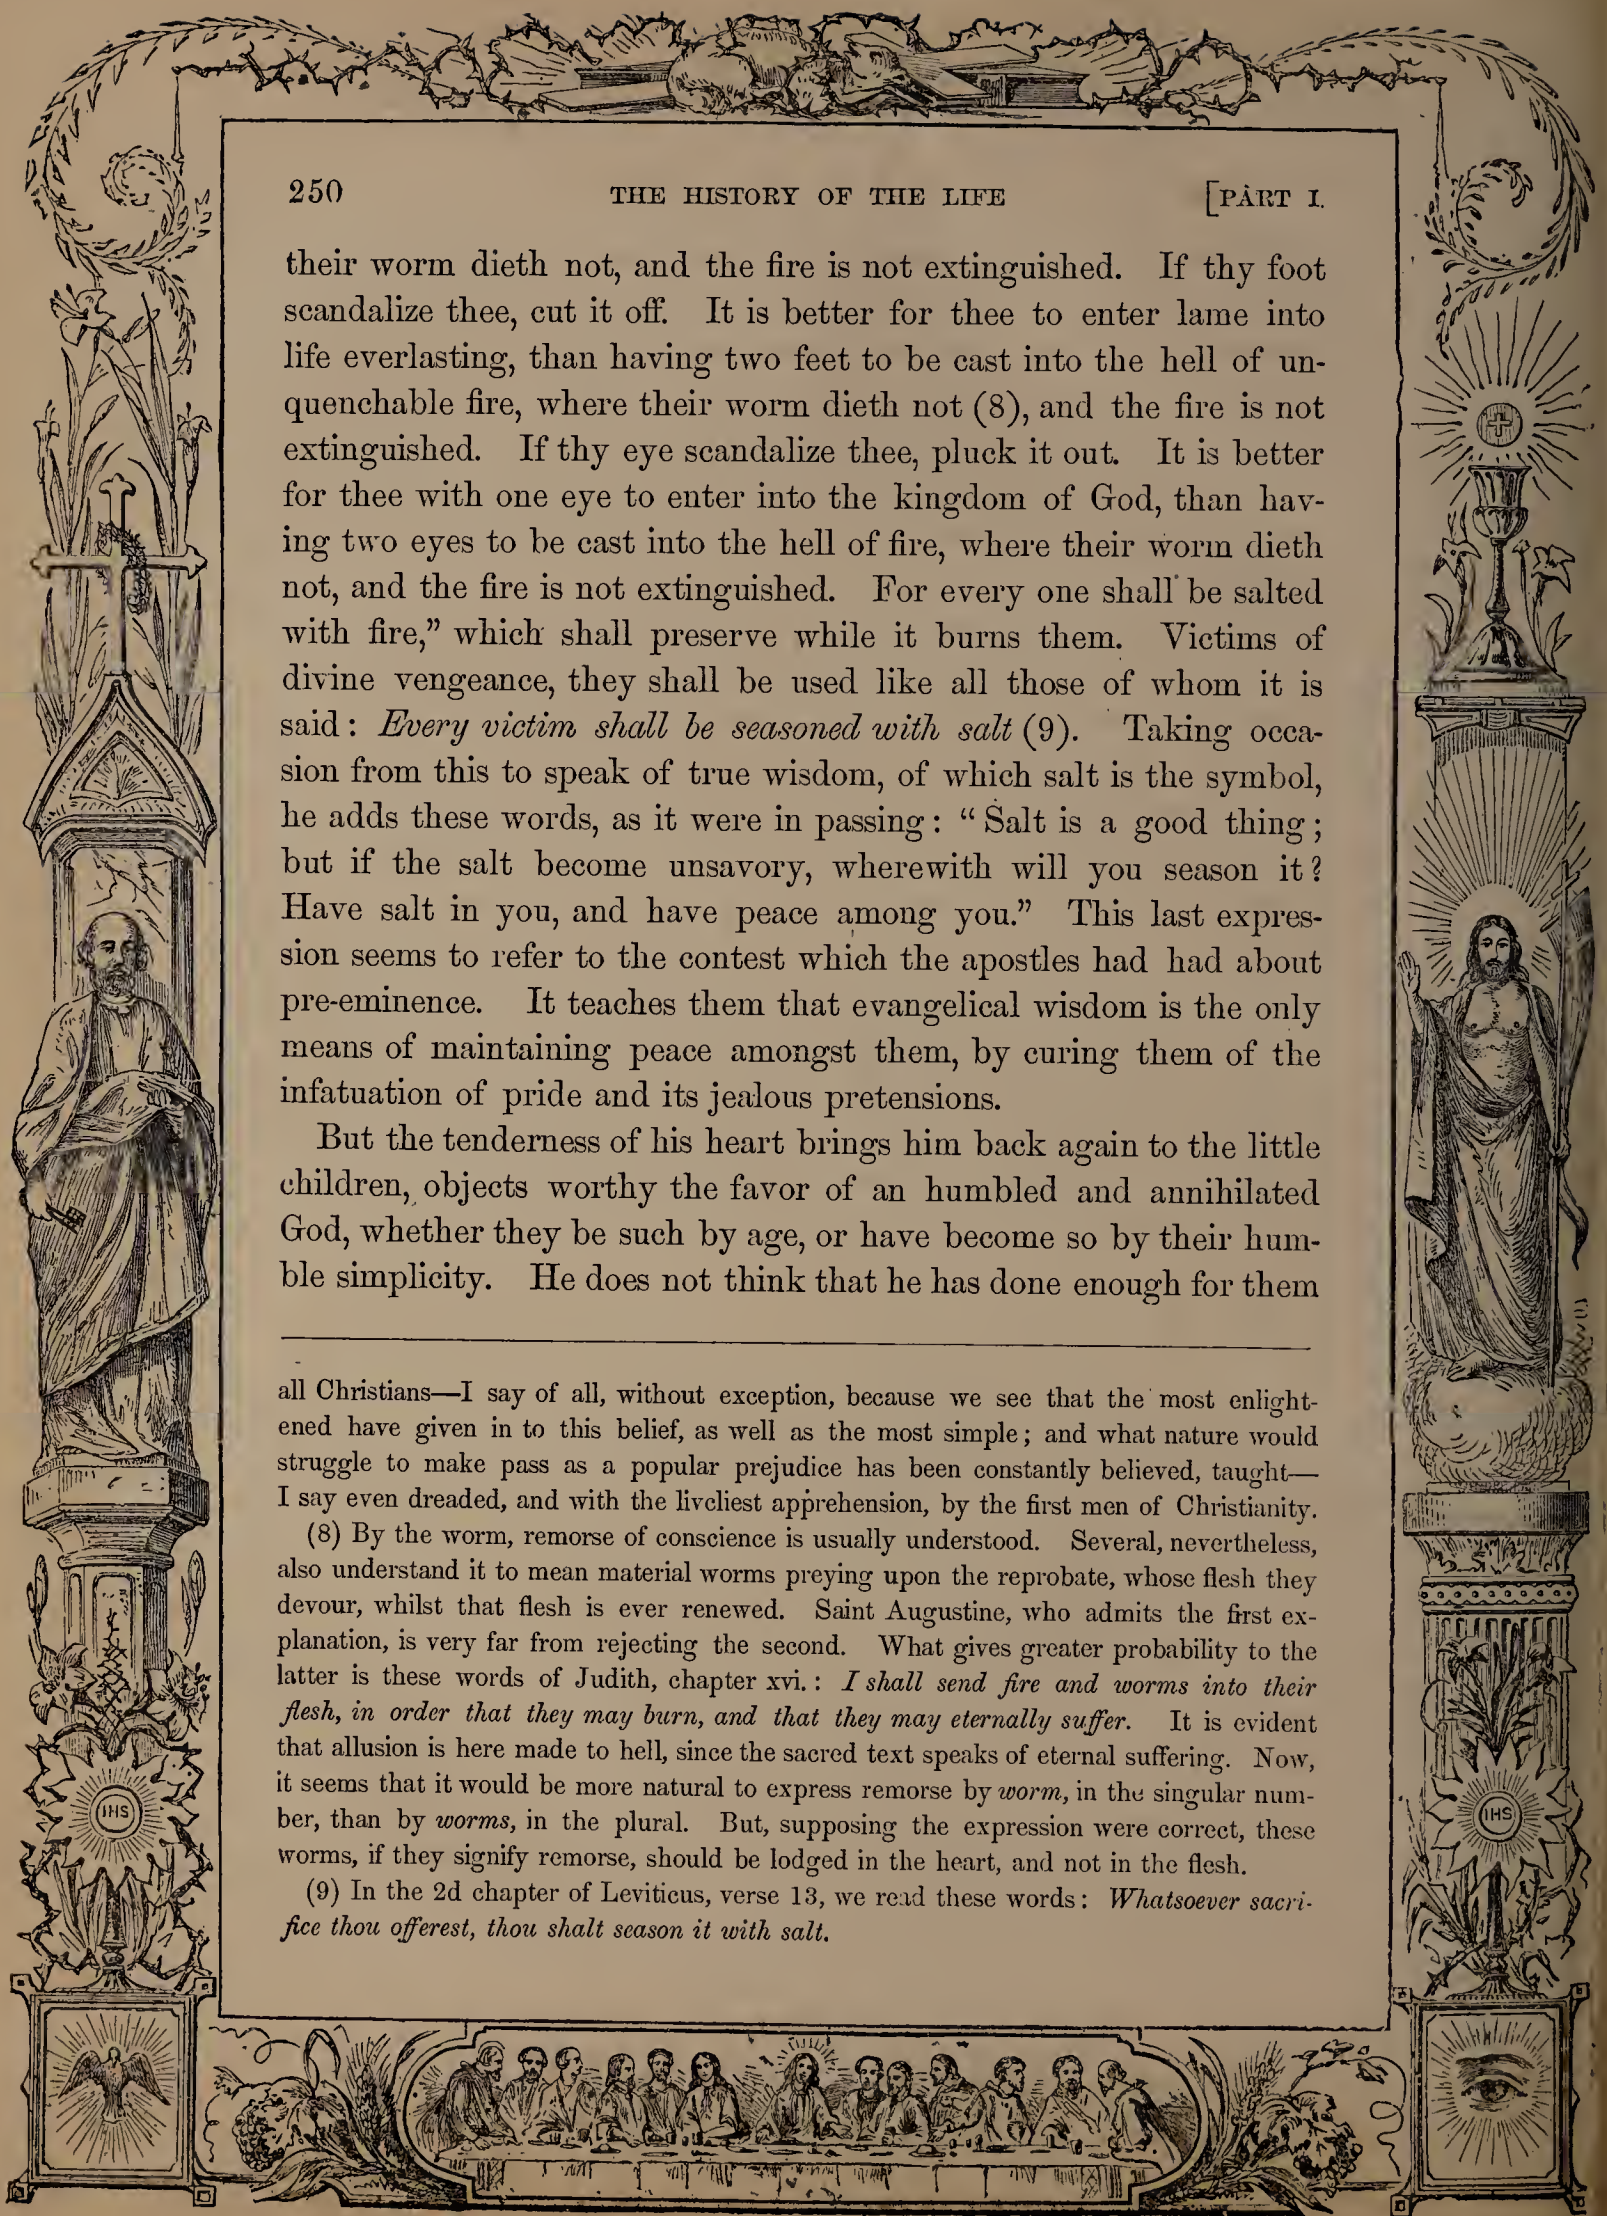 250 THE HISTORY OF THE LIFE [PART I.
their worm dieth not, and the fire is not extinguished. If thy foot
scandalize thee, cut it off. It is better for thee to enter lame into
life everlasting, than having two feet to be cast into the hell of un-
quenchable fire, where their worm dieth not (8), and the fire is not
extinguished. If thy eye scandalize thee, pluck it out. It is better
for thee with one eye to enter into the kingdom of God, than hav-
ing two eyes to be cast into the hell of fire, where their worm dieth
not, and the fire is not extinguished. For every one shall be salted
with fire,” which shall preserve while it burns them. Victims of
divine vengeance, they shall be used like all those of whom it is
said: Every victim shall be seasoned with salt (9). Taking occa-
sion from this to speak of true wisdom, of which salt is the symbol,
he adds these words, as it were in passing: “Salt is a good thing;
but if the salt become unsavory, wherewith will you season it?
Have salt in you, and have peace among you.” This last expres-
sion seems to refer to the contest which the apostles had had about
pre-eminence. It teaches them that evangelical wisdom is the only
means of maintaining peace amongst them, by curing them of the
infatuation of pride and its jealous pretensions.
But the tenderness of his heart brings him back again to the little
children, objects worthy the favor of an humbled and annihilated
God, whether they be such by age, or have become so by their hum-
ble simplicity. He does not think that he has done enough for them
all Christians—I say of all, without exception, because we see that the most enlight-
ened have given in to this belief, as well as the most simple; and what nature would
struggle to make pass as a popular prejudice has been constantly believed, taught—
I say even dreaded, and with the liveliest apprehension, by the first men of Christianity.
(8) By the worm, remorse of conscience is usually understood. Several, nevertheless,
also understand it to mean material worms preying upon the reprobate, whose flesh they
devour, whilst that flesh is ever renewed. Saint Augustine, who admits the first ex-
planation, is very far from rejecting the second. What gives greater probability to the
latter is these words of Judith, chapter xvi.: I shall send fire and worms into their
flesh, in order that they may burn, and that they may eternally suffer. It is evident
that allusion is here made to hell, since the sacred text speaks of eternal suffering. Now,
it seems that it would be more natural to express remorse by worm, in the singular num-
ber, than by worms, in the plural. But, supposing the expression were correct, these
worms, if they signify remorse, should be lodged in the heart, and not in the flesh.
(9) In the 2d chapter of Leviticus, verse 13, we read these words: Whatsoever sacri-
fice thou offerest, thou shalt season it with salt.
IHS
IHS